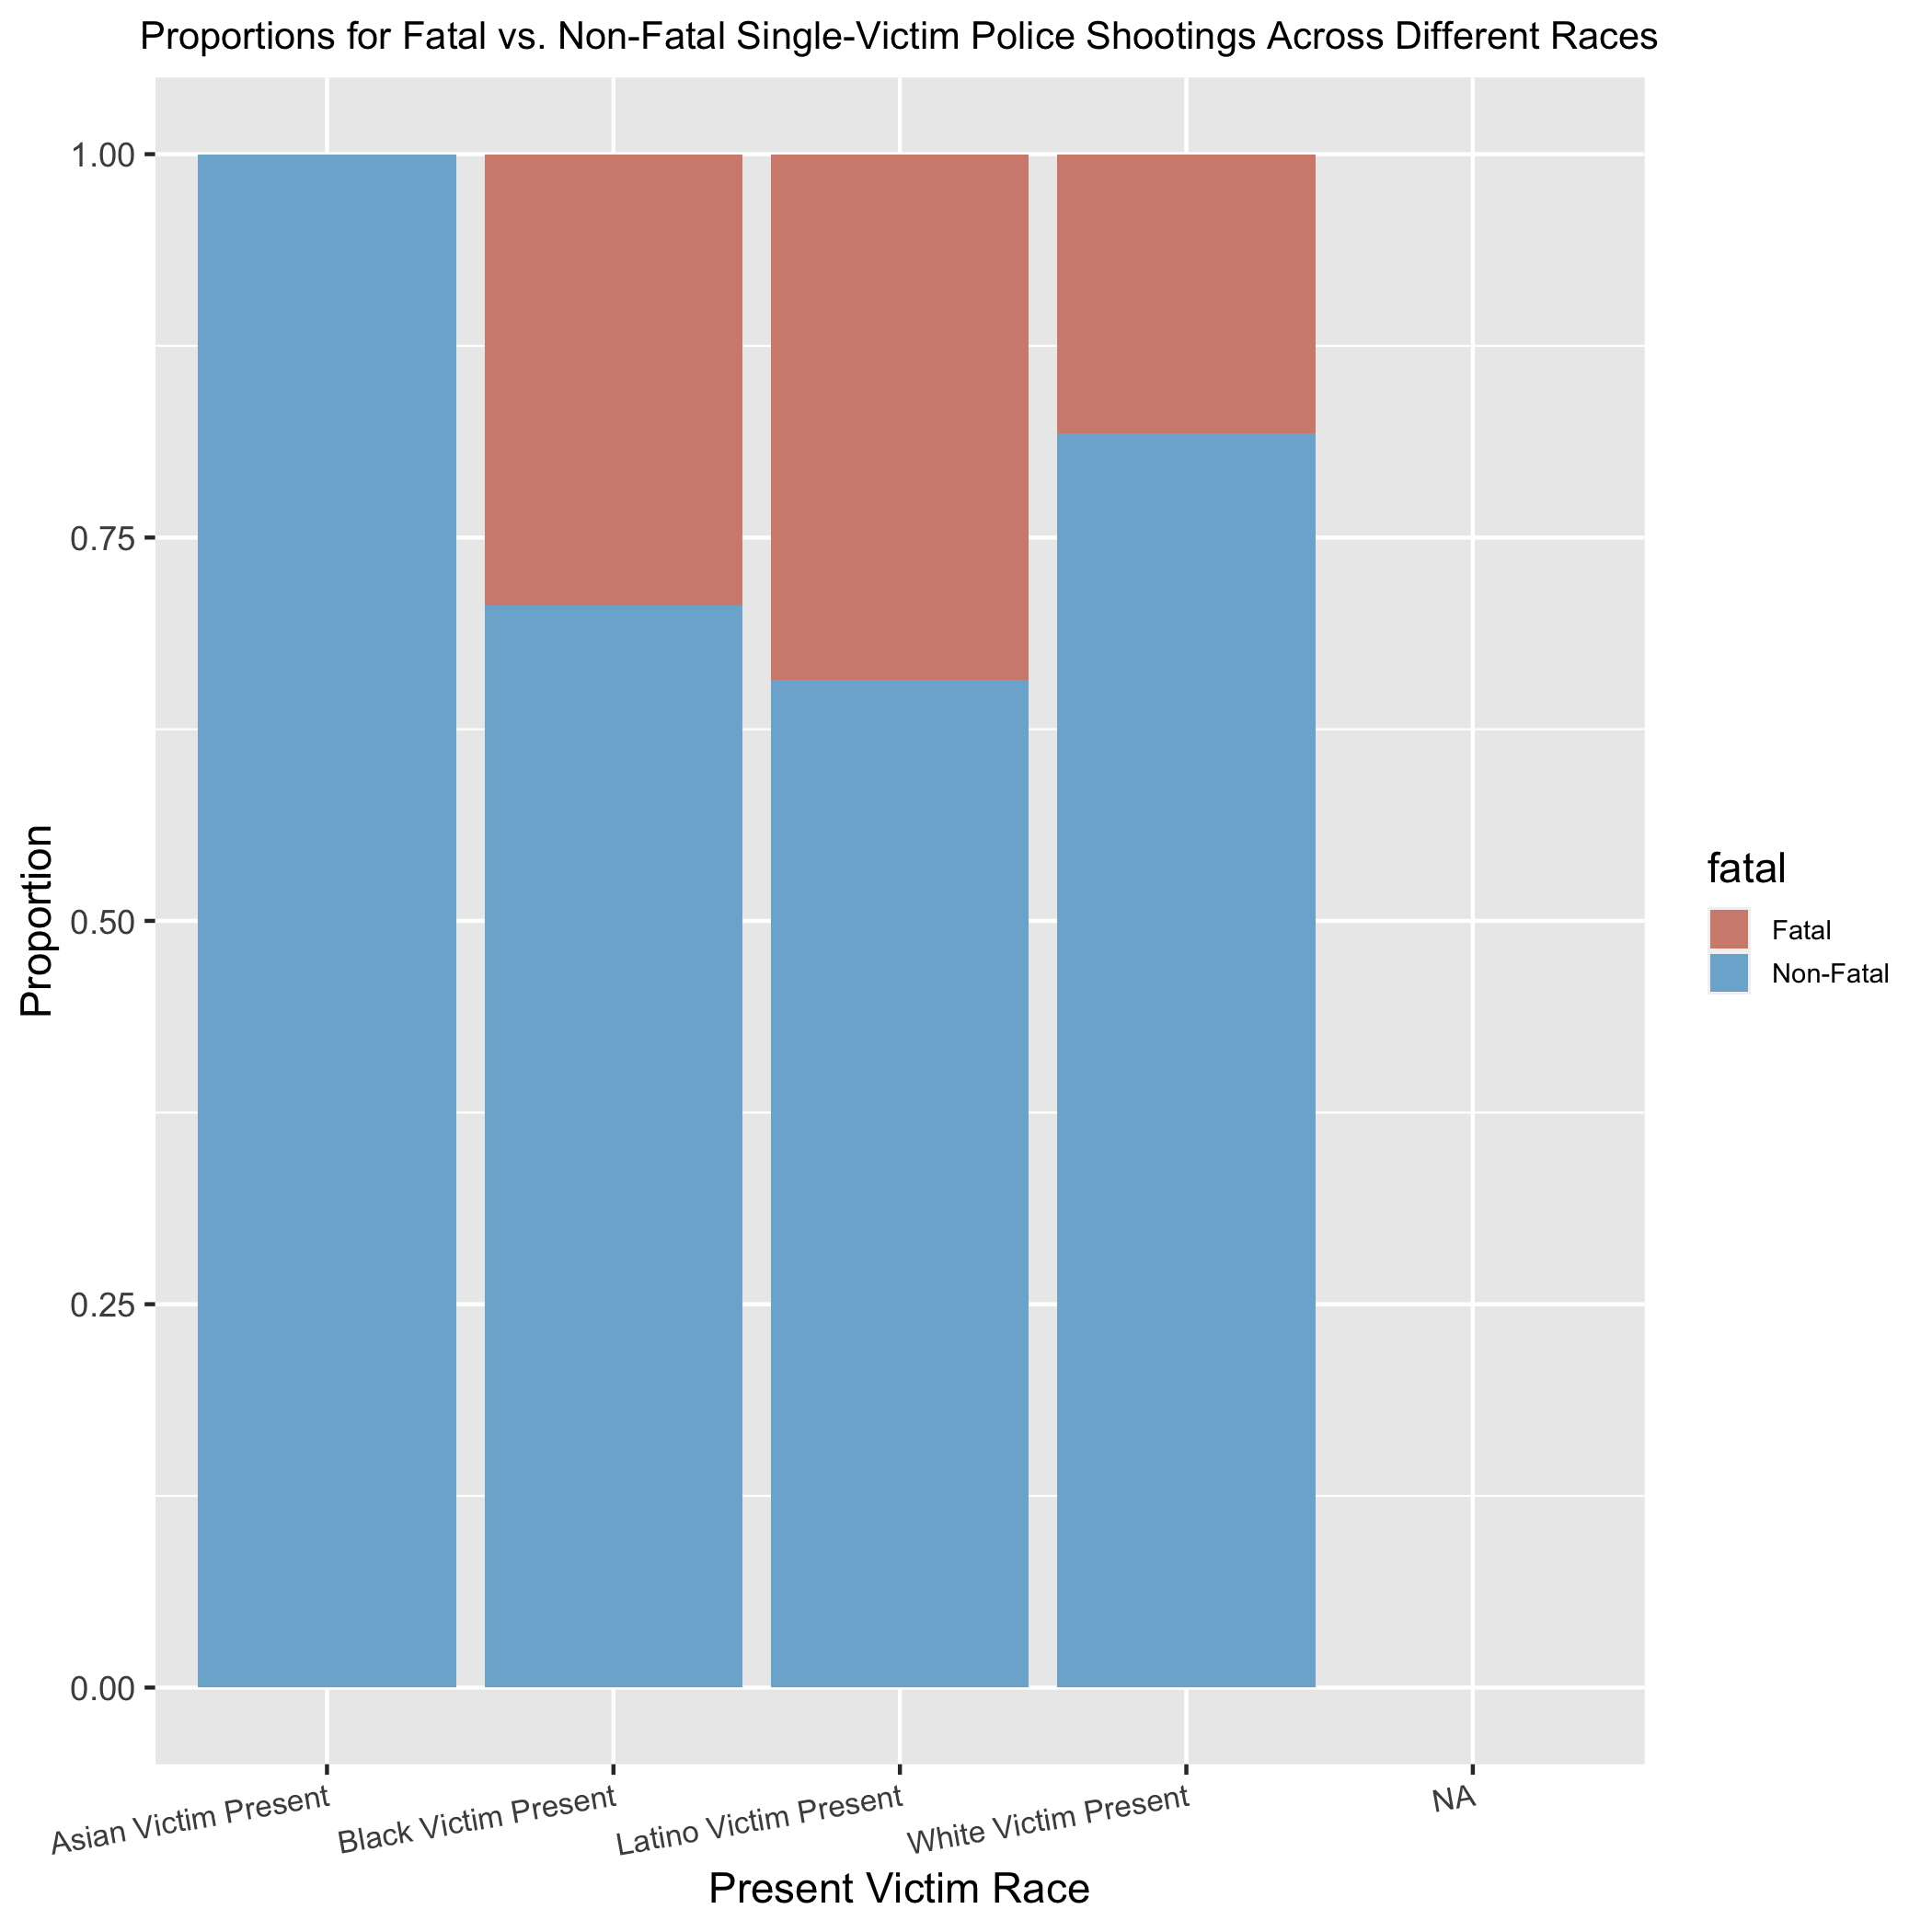 Proportions for Fatal vs. Non-Fatal Single-Victim Police Shootings Across Different Races
1.00
0.75
0.50
0.25
0.00
Proportion
Asian Victim Present
Black Victim Present
Latino Victim Present
White Victim Present
NA
Present Victim Race
fatal
Fatal
Non-Fatal